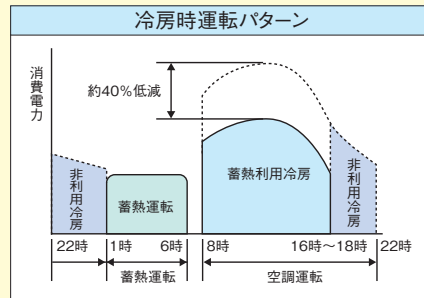 冷房時運転パターン
消費電力
約40％低減
非利用冷房
蓄熱運転
蓄熱利用冷房
非利用冷房
22時 1時 6時 8時 16時～18時 22時
蓄熱運転 空調運転